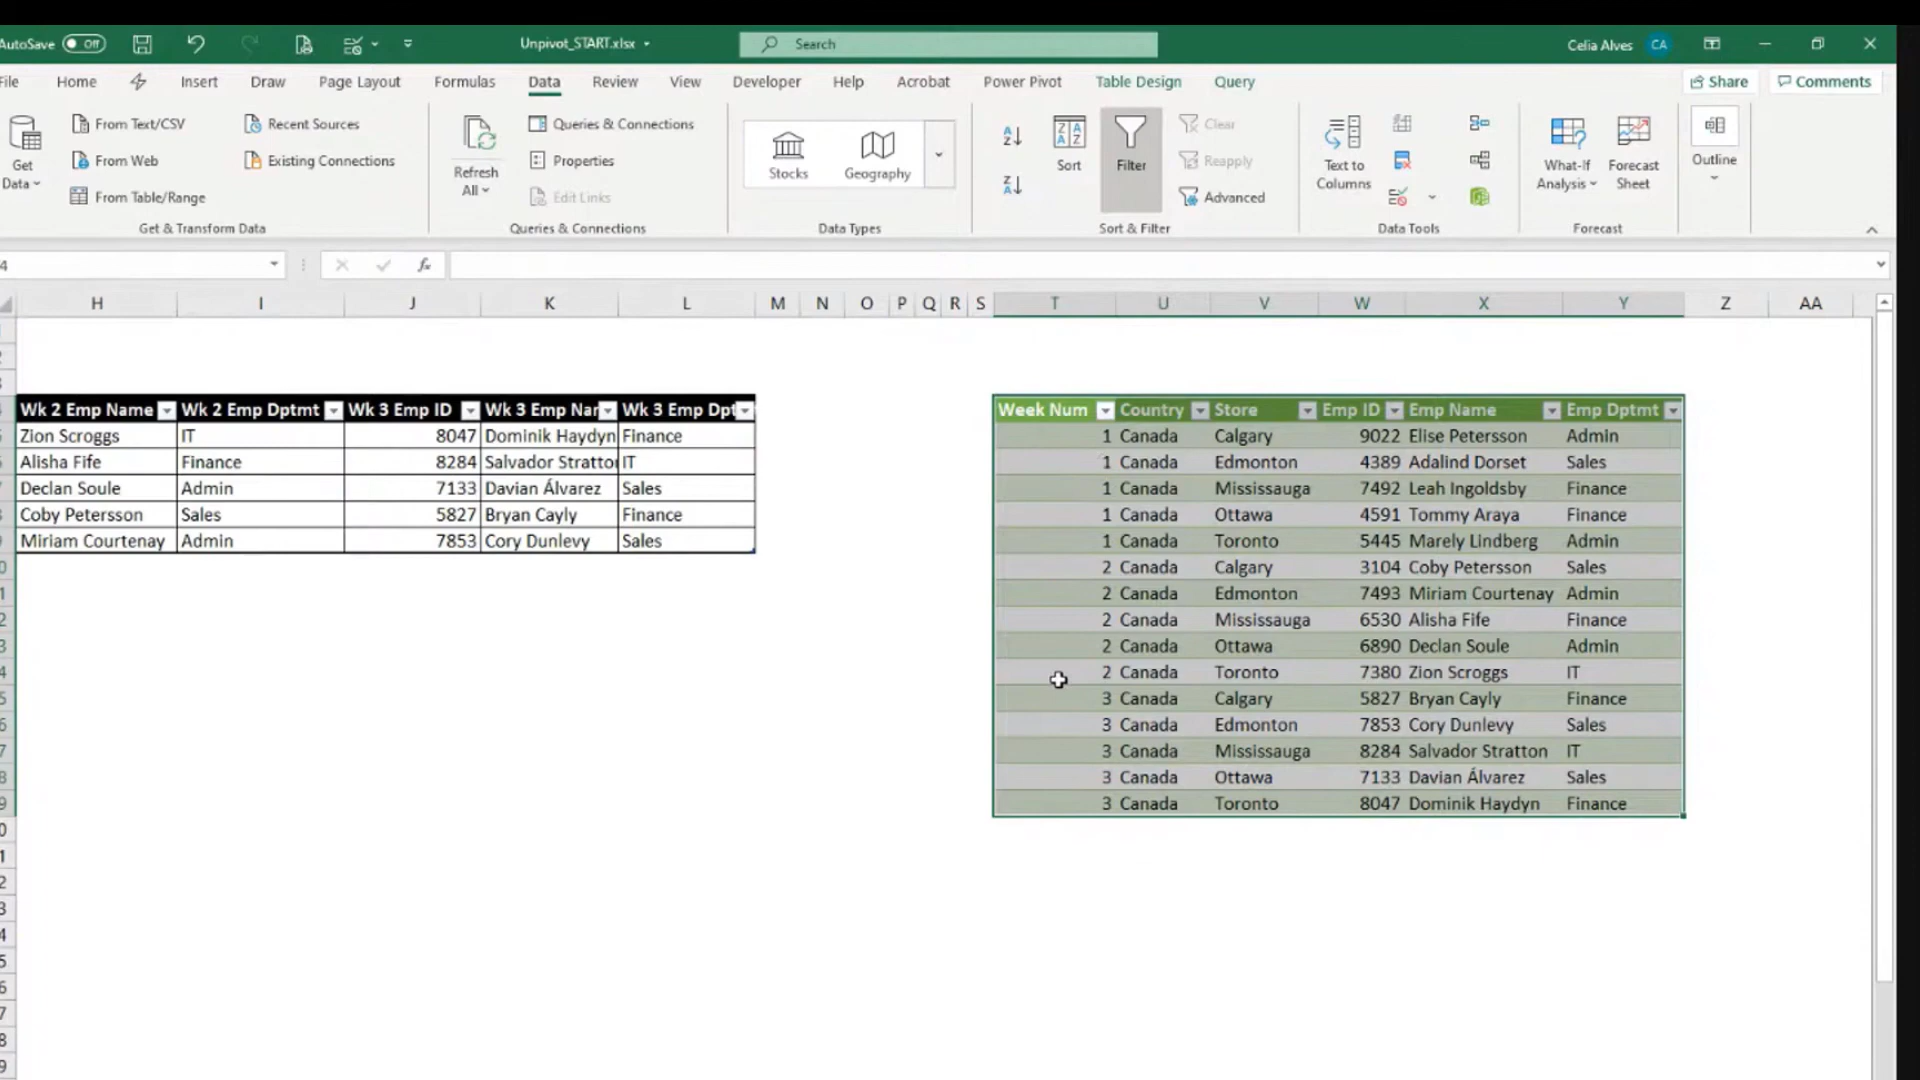 AutoSave Off Unpivot_START.xlsx Search Celia Alves CA
File Home Insert Draw Page Layout Formulas Data Review View Developer Help Acrobat Power Pivot Table Design Query Share Comments
Get Data
From Text/CSV
From Web
From Table/Range
Recent Sources
Existing Connections
Get & Transform Data
Refresh All
Queries & Connections
Properties
Edit Links
Queries & Connections
Stocks
Geography
Data Types
Sort
Filter
Clear
Reapply
Advanced
Sort & Filter
Text to Columns
Data Tools
What-If Analysis
Forecast Sheet
Forecast
Outline
4 fx
H I J K L M N O P Q R S T U V W X Y Z AA
Wk 2 Emp Name Wk 2 Emp Dptmt Wk 3 Emp ID Wk 3 Emp Nar Wk 3 Emp Dpt
Zion Scroggs IT 8047 Dominik Haydyn Finance
Alisha Fife Finance 8284 Salvador Stratto IT
Declan Soule Admin 7133 Davian Álvarez Sales
Coby Petersson Sales 5827 Bryan Cayly Finance
Miriam Courtenay Admin 7853 Cory Dunlevy Sales
Week Num Country Store Emp ID Emp Name Emp Dptmt
1 Canada Calgary 9022 Elise Petersson Admin
1 Canada Edmonton 4389 Adalind Dorset Sales
1 Canada Mississauga 7492 Leah Ingoldsby Finance
1 Canada Ottawa 4591 Tommy Araya Finance
1 Canada Toronto 5445 Marely Lindberg Admin
2 Canada Calgary 3104 Coby Petersson Sales
2 Canada Edmonton 7493 Miriam Courtenay Admin
2 Canada Mississauga 6530 Alisha Fife Finance
2 Canada Ottawa 6890 Declan Soule Admin
2 Canada Toronto 7380 Zion Scroggs IT
3 Canada Calgary 5827 Bryan Cayly Finance
3 Canada Edmonton 7853 Cory Dunlevy Sales
3 Canada Mississauga 8284 Salvador Stratton IT
3 Canada Ottawa 7133 Davian Álvarez Sales
3 Canada Toronto 8047 Dominik Haydyn Finance